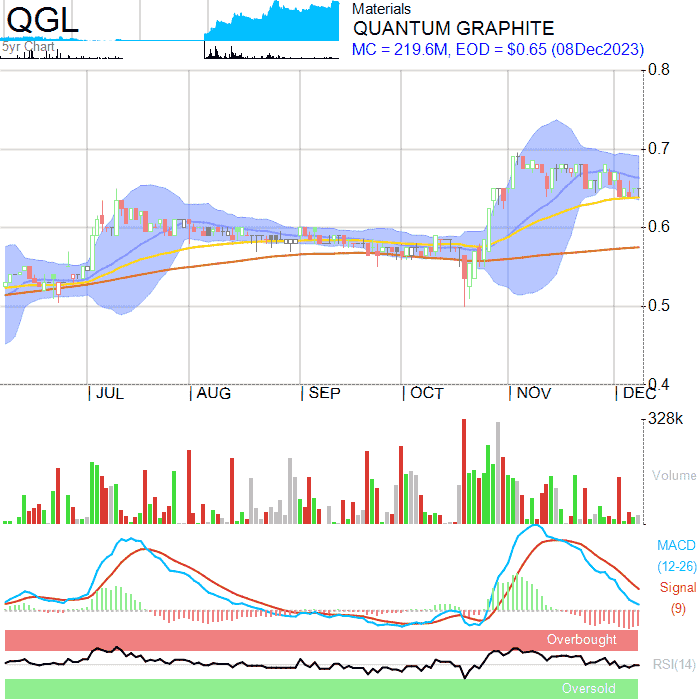 QGL
5yr Chart
Materials
QUANTUM GRAPHITE
MC = 219.6M, EOD = $0.65 (08Dec2023)
0.8
0.7
0.6
0.5
0.4
JUL AUG SEP OCT NOV DEC
328k
Volume
MACD
(12-26)
Signal
(9)
Overbought
RSI(14)
Oversold